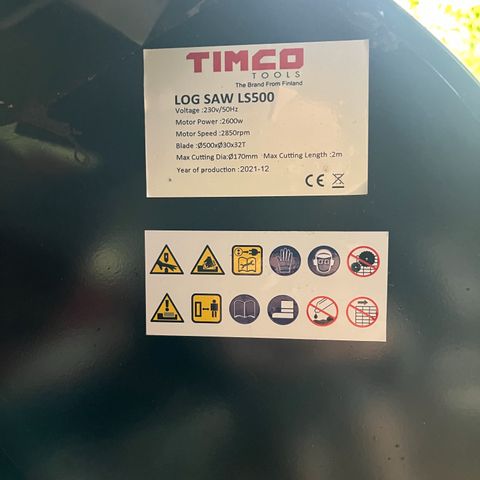 TIMCO
TOOLS
The Brand From Finland
LOG SAW LS500
Voltage :230v/50Hz
Motor Power :2600w
Motor Speed :2850rpm
Blade :Ø500xØ30x32T
Max Cutting Dia:Ø170mm Max Cutting Length :2m
Year of production :2021-12
CE